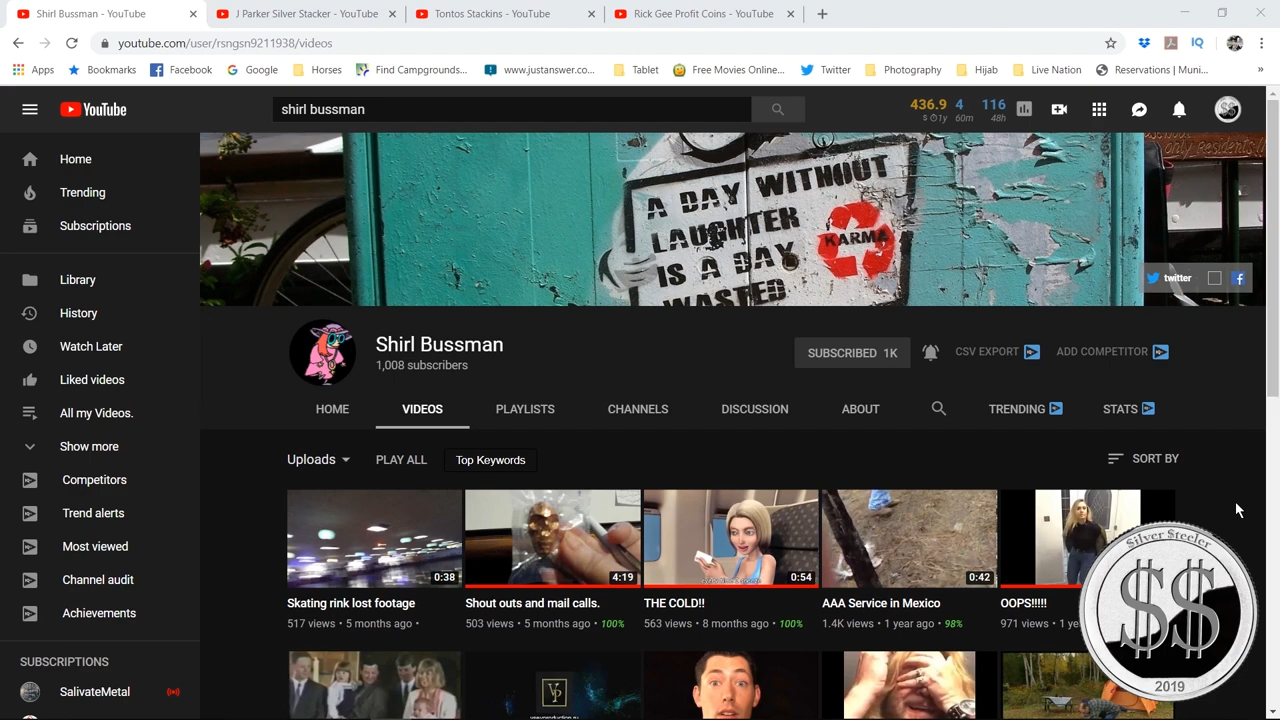 Shirl Bussman - YouTube
J Parker Silver Stacker - YouTube
Tontos Stackins - YouTube
Rick Gee Profit Coins - YouTube
youtube.com/user/rsngsn9211938/videos
Apps
Bookmarks
Facebook
Google
Horses
Find Campgrounds...
www.justanswer.co...
Tablet
Free Movies Online...
Twitter
Photography
Hijab
Live Nation
Reservations | Muni...
»
YouTube
shirl bussman
436.9 4 116
1y 60m 48h
Home
Trending
Subscriptions
Library
History
Watch Later
Liked videos
All my Videos.
Show more
Competitors
Trend alerts
Most viewed
Channel audit
Achievements
SUBSCRIPTIONS
SalivateMetal
A DAY WITHOUT
LAUGHTER
IS A DAY
WASTED
KARMA
twitter
Shirl Bussman
1,008 subscribers
SUBSCRIBED 1K
CSV EXPORT
ADD COMPETITOR
HOME
VIDEOS
PLAYLISTS
CHANNELS
DISCUSSION
ABOUT
TRENDING
STATS
Uploads
PLAY ALL
Top Keywords
SORT BY
0:38
4:19
0:54
0:42
Skating rink lost footage
517 views • 5 months ago •
Shout outs and mail calls.
503 views • 5 months ago • 100%
THE COLD!!
563 views • 8 months ago • 100%
AAA Service in Mexico
1.4K views • 1 year ago • 98%
OOPS!!!!!
971 views • 1 ye
$ilver $teeler
$$
2019
VP